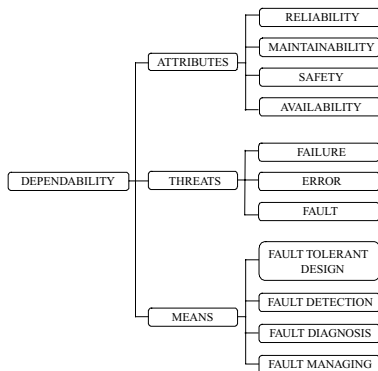 RELIABILITY
MAINTAINABILITY
ATTRIBUTES
SAFETY
AVAILABILITY
FAILURE
DEPENDABILITY
THREATS
ERROR
FAULT
FAULT TOLERANT
DESIGN
FAULT DETECTION
MEANS
FAULT DIAGNOSIS
FAULT MANAGING